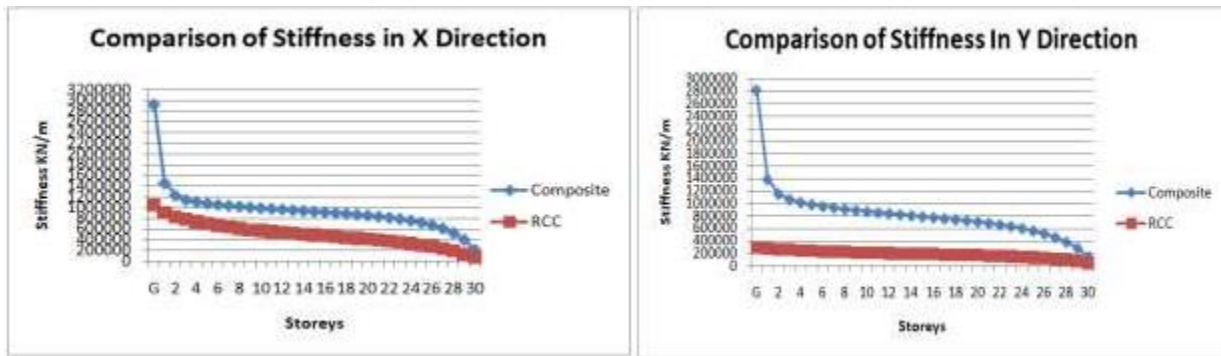 Comparison of Stiffness in X Direction
3200000
3000000
2800000
2600000
2400000
2200000
2000000
1800000
1600000
1400000
1200000
1000000
800000
600000
400000
200000
0
Stiffness KN/m
G 2 4 6 8 10 12 14 16 18 20 22 24 26 28 30
Storeys
Composite
RCC
Comparison of Stiffness In Y Direction
3000000
2800000
2600000
2400000
2200000
2000000
1800000
1600000
1400000
1200000
1000000
800000
600000
400000
200000
0
Stiffness KN/m
G 2 4 6 8 10 12 14 16 18 20 22 24 26 28 30
Storeys
Composite
RCC